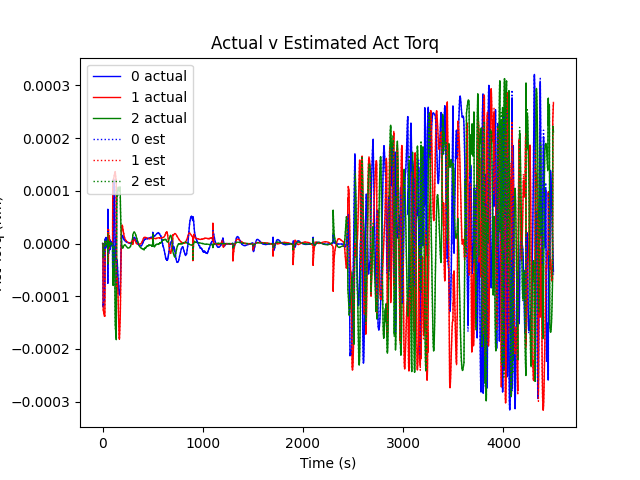 Actual v Estimated Act Torq
0 actual
1 actual
2 actual
0 est
1 est
2 est
0.0003
0.0002
0.0001
0.0000
−0.0001
−0.0002
−0.0003
0 1000 2000 3000 4000
Time (s)